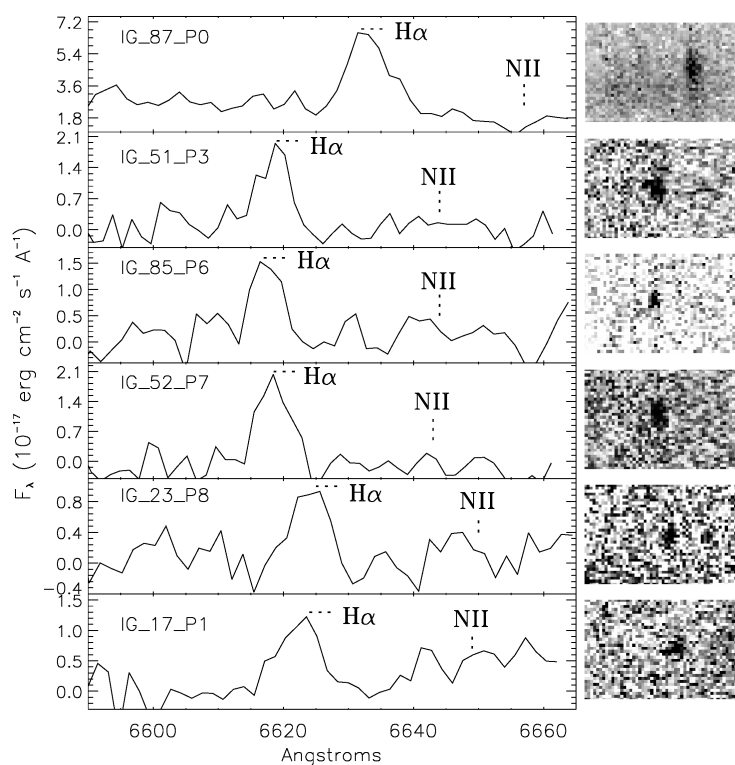 7.2
IG_87_P0
Hα
5.4
NII
3.6
1.8
2.1
IG_51_P3
Hα
1.4
NII
0.7
0.0
1.5
IG_85_P6
Hα
1.0
NII
0.5
0.0
2.1
IG_52_P7
Hα
1.4
NII
0.7
0.0
IG_23_P8
Hα
0.8
NII
0.4
0.0
-0.4
1.5
IG_17_P1
Hα
NII
1.0
0.5
0.0
F_λ (10⁻¹⁷ erg cm⁻² s⁻¹ A⁻¹)
6600 6620 6640 6660
Angstroms